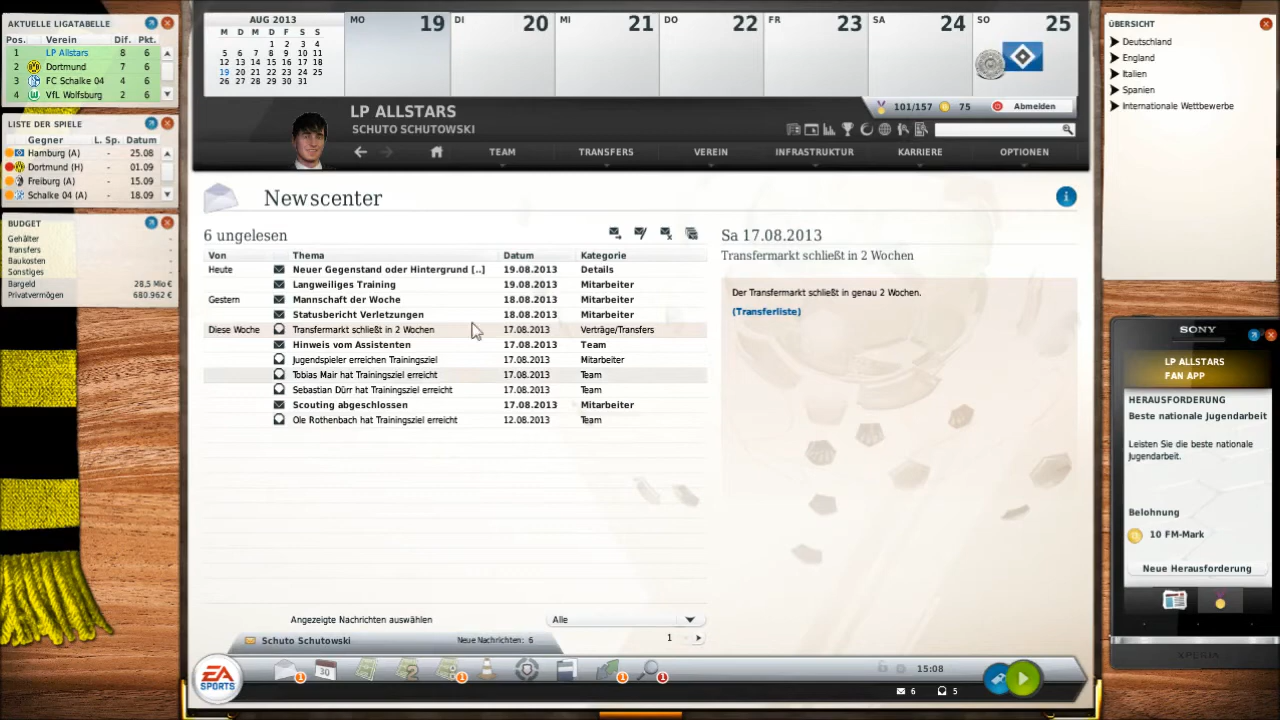 AKTUELLE LIGATABELLE
Pos. Verein Dif. Pkt.
1 LP Allstars 8 6
2 Dortmund 7 6
3 FC Schalke 04 4 6
4 VfL Wolfsburg 2 6
LISTE DER SPIELE
Gegner L. Sp. Datum
Hamburg (A) - 25.08
Dortmund (H) - 01.09
Freiburg (A) - 15.09
Schalke 04 (A) - 18.09
BUDGET
Gehälter -
Transfers -
Baukosten -
Sonstiges -
Bargeld 28,5 Mio €
Privatvermögen 680.962 €
AUG 2013
M D M D F S S
1 2 3 4
5 6 7 8 9 10 11
12 13 14 15 16 17 18
19 20 21 22 23 24 25
26 27 28 29 30 31
MO 19
DI 20
MI 21
DO 22
FR 23
SA 24
SO 25
LP ALLSTARS
SCHUTO SCHUTOWSKI
101/157 75 Abmelden
TEAM TRANSFERS VEREIN INFRASTRUKTUR KARRIERE OPTIONEN
Newscenter
6 ungelesen
Von Thema Datum Kategorie
Heute Neuer Gegenstand oder Hintergrund [..] 19.08.2013 Details
Langweiliges Training 19.08.2013 Mitarbeiter
Gestern Mannschaft der Woche 18.08.2013 Mitarbeiter
Statusbericht Verletzungen 18.08.2013 Mitarbeiter
Diese Woche Transfermarkt schließt in 2 Wochen 17.08.2013 Verträge/Transfers
Hinweis vom Assistenten 17.08.2013 Team
Jugendspieler erreichen Trainingsziel 17.08.2013 Mitarbeiter
Tobias Mair hat Trainingsziel erreicht 17.08.2013 Team
Sebastian Dürr hat Trainingsziel erreicht 17.08.2013 Team
Scouting abgeschlossen 17.08.2013 Mitarbeiter
Ole Rothenbach hat Trainingsziel erreicht 12.08.2013 Team
Angezeigte Nachrichten auswählen Alle
Schuto Schutowski Neue Nachrichten: 6
1
Sa 17.08.2013
Transfermarkt schließt in 2 Wochen
Der Transfermarkt schließt in genau 2 Wochen.
(Transferliste)
EA
SPORTS
1 30 2 1 1 1
15:08
6 5
ÜBERSICHT
Deutschland
England
Italien
Spanien
Internationale Wettbewerbe
SONY
LP ALLSTARS
FAN APP
HERAUSFORDERUNG
Beste nationale Jugendarbeit
Leisten Sie die beste nationale
Jugendarbeit.
Belohnung
10 FM-Mark
Neue Herausforderung
XPERIA